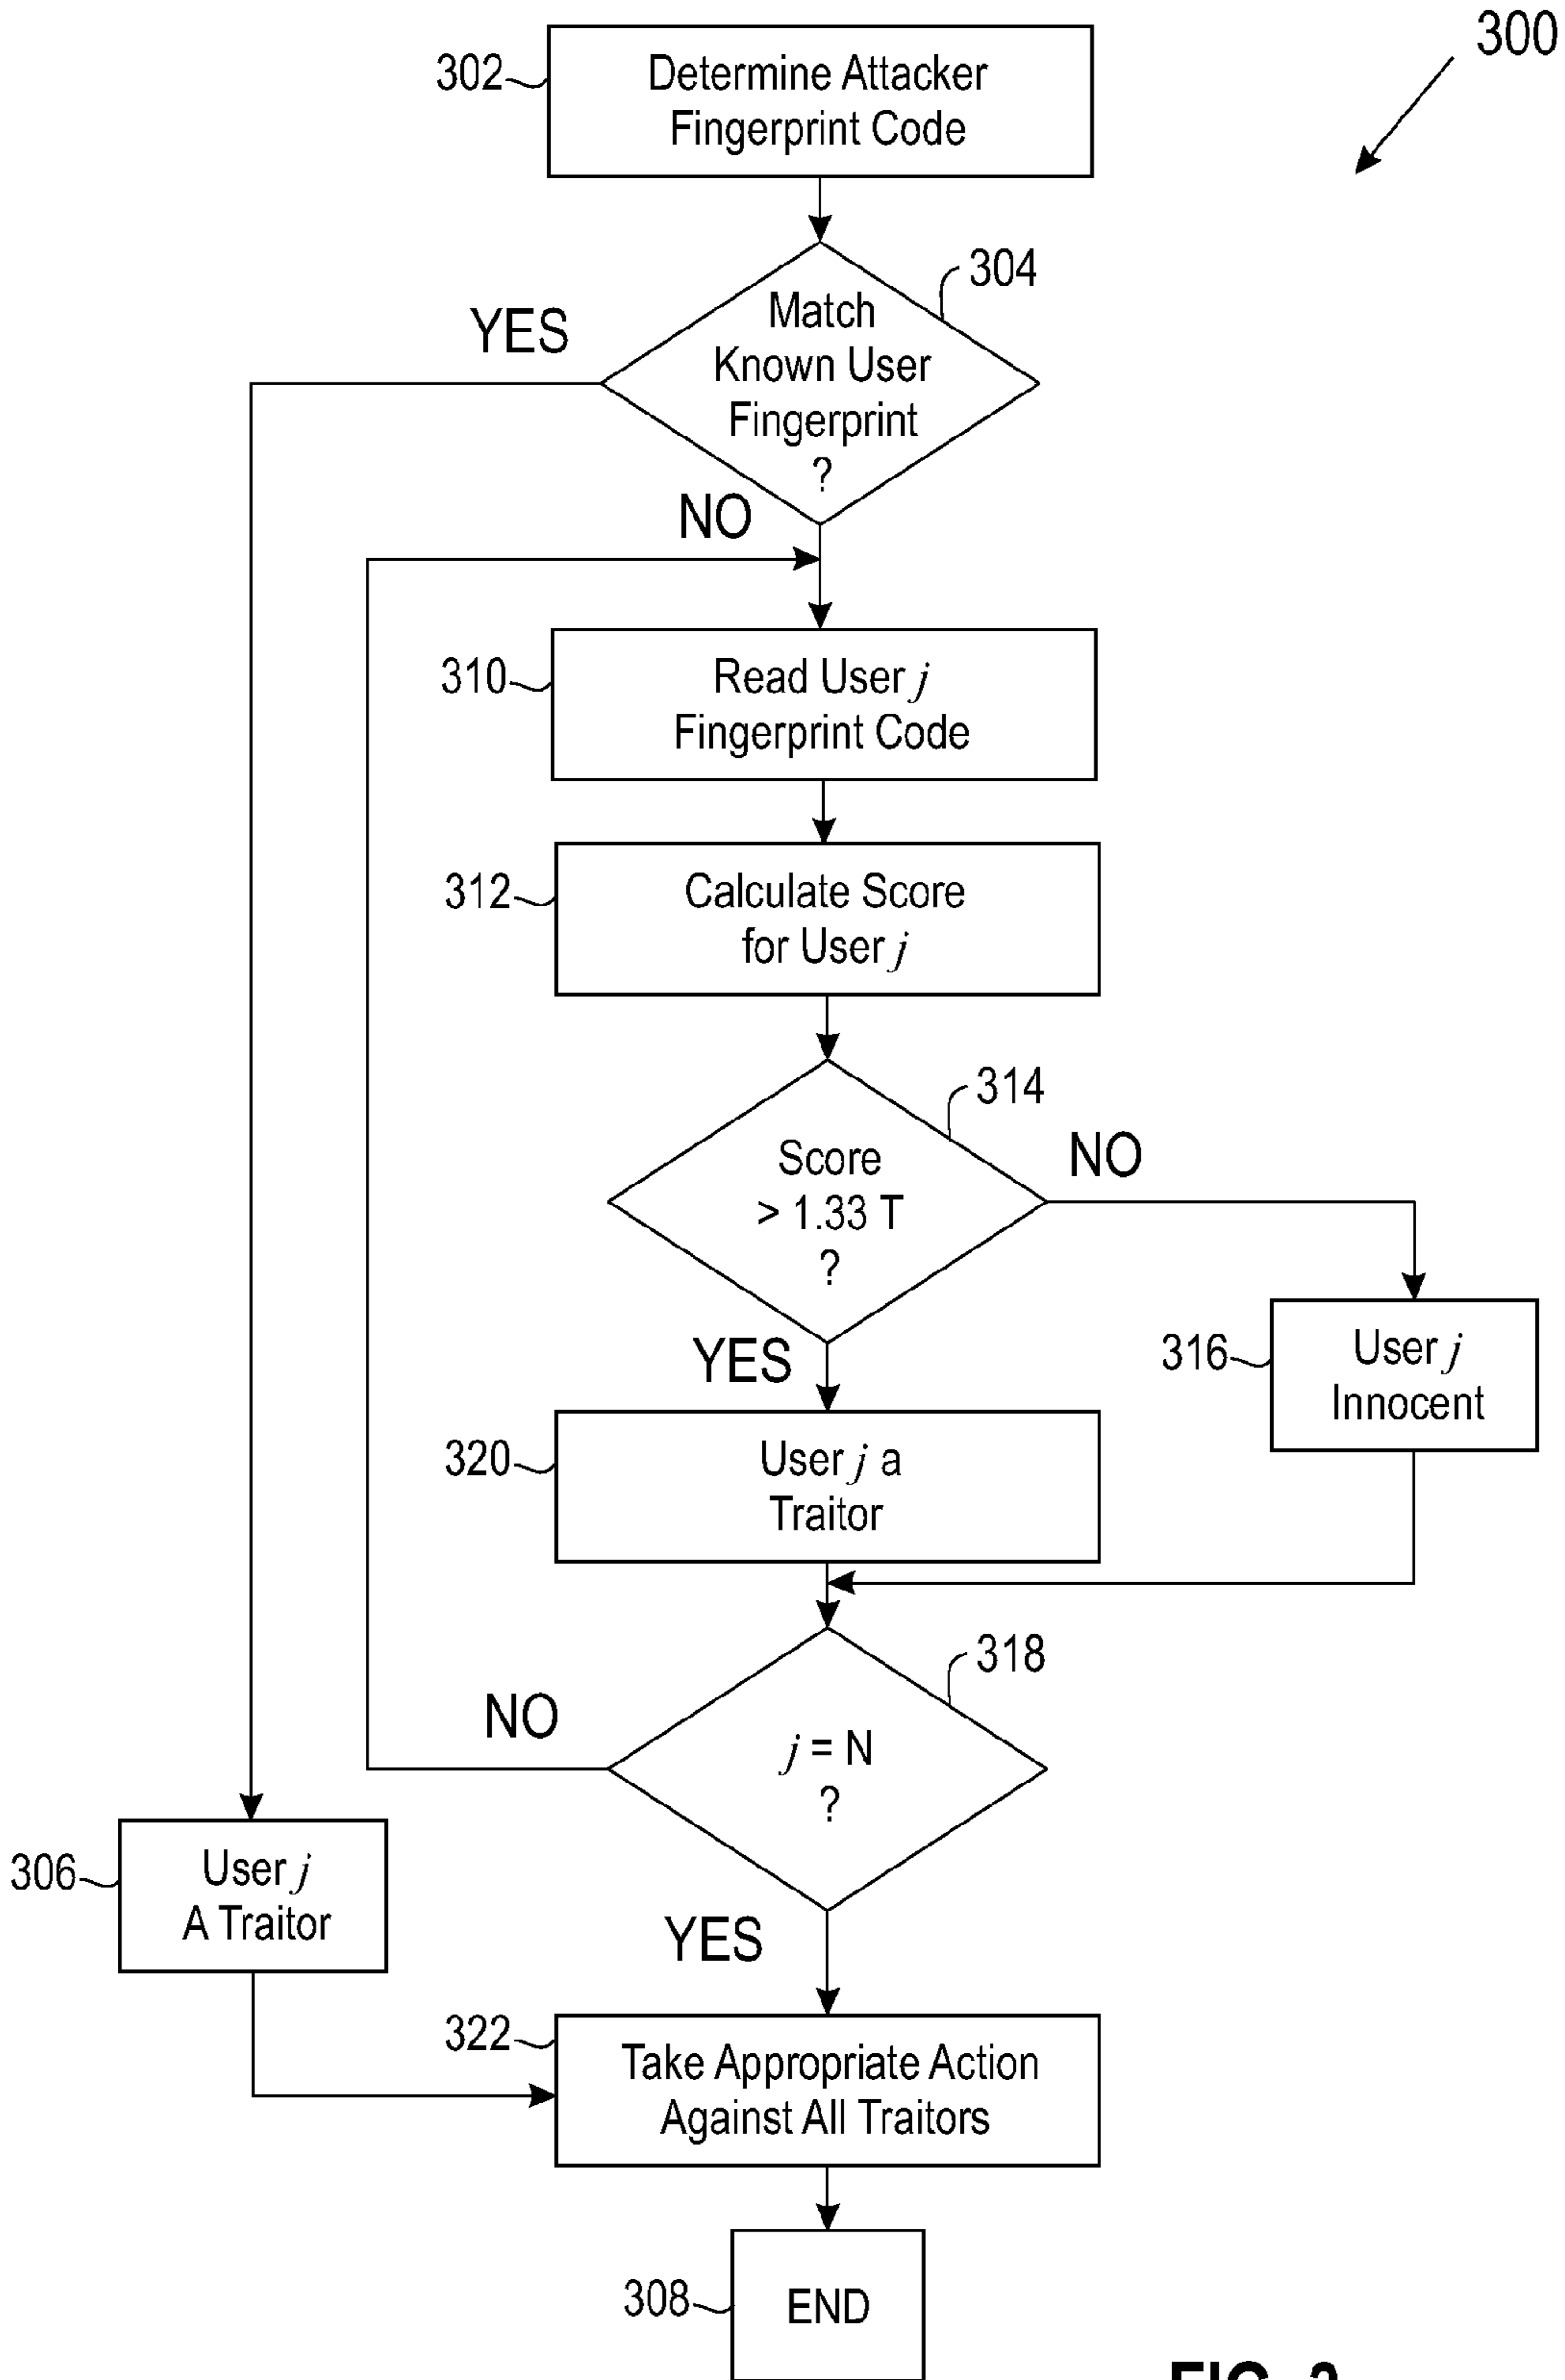 300
302
Determine Attacker
Fingerprint Code
304
Match
Known User
Fingerprint
?
YES
NO
310
Read User j
Fingerprint Code
312
Calculate Score
for User j
314
Score
> 1.33 T
?
NO
YES
316
User j
Innocent
320
User j a
Traitor
318
j = N
?
NO
YES
306
User j
A Traitor
322
Take Appropriate Action
Against All Traitors
308
END